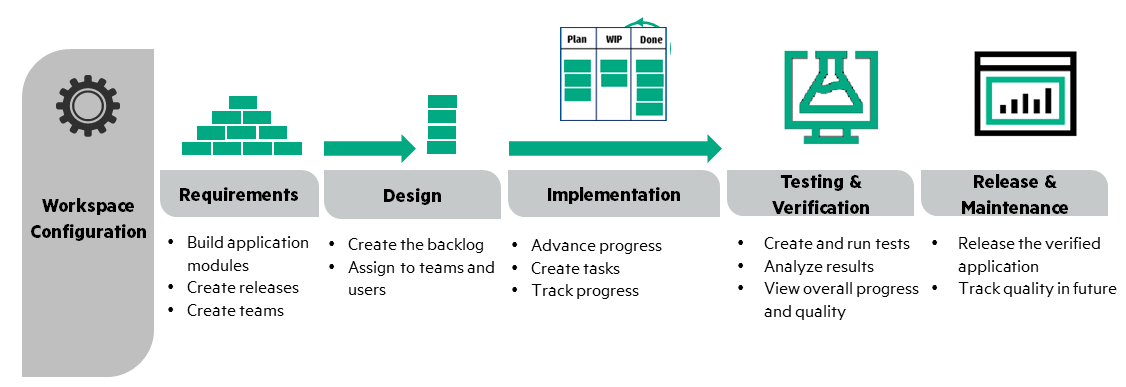 Plan WIP Done
Workspace
Configuration
Requirements
• Build application
modules
• Create releases
• Create teams
Design
• Create the backlog
• Assign to teams and
users
Implementation
• Advance progress
• Create tasks
• Track progress
Testing &
Verification
• Create and run tests
• Analyze results
• View overall progress
and quality
Release &
Maintenance
• Release the verified
application
• Track quality in future